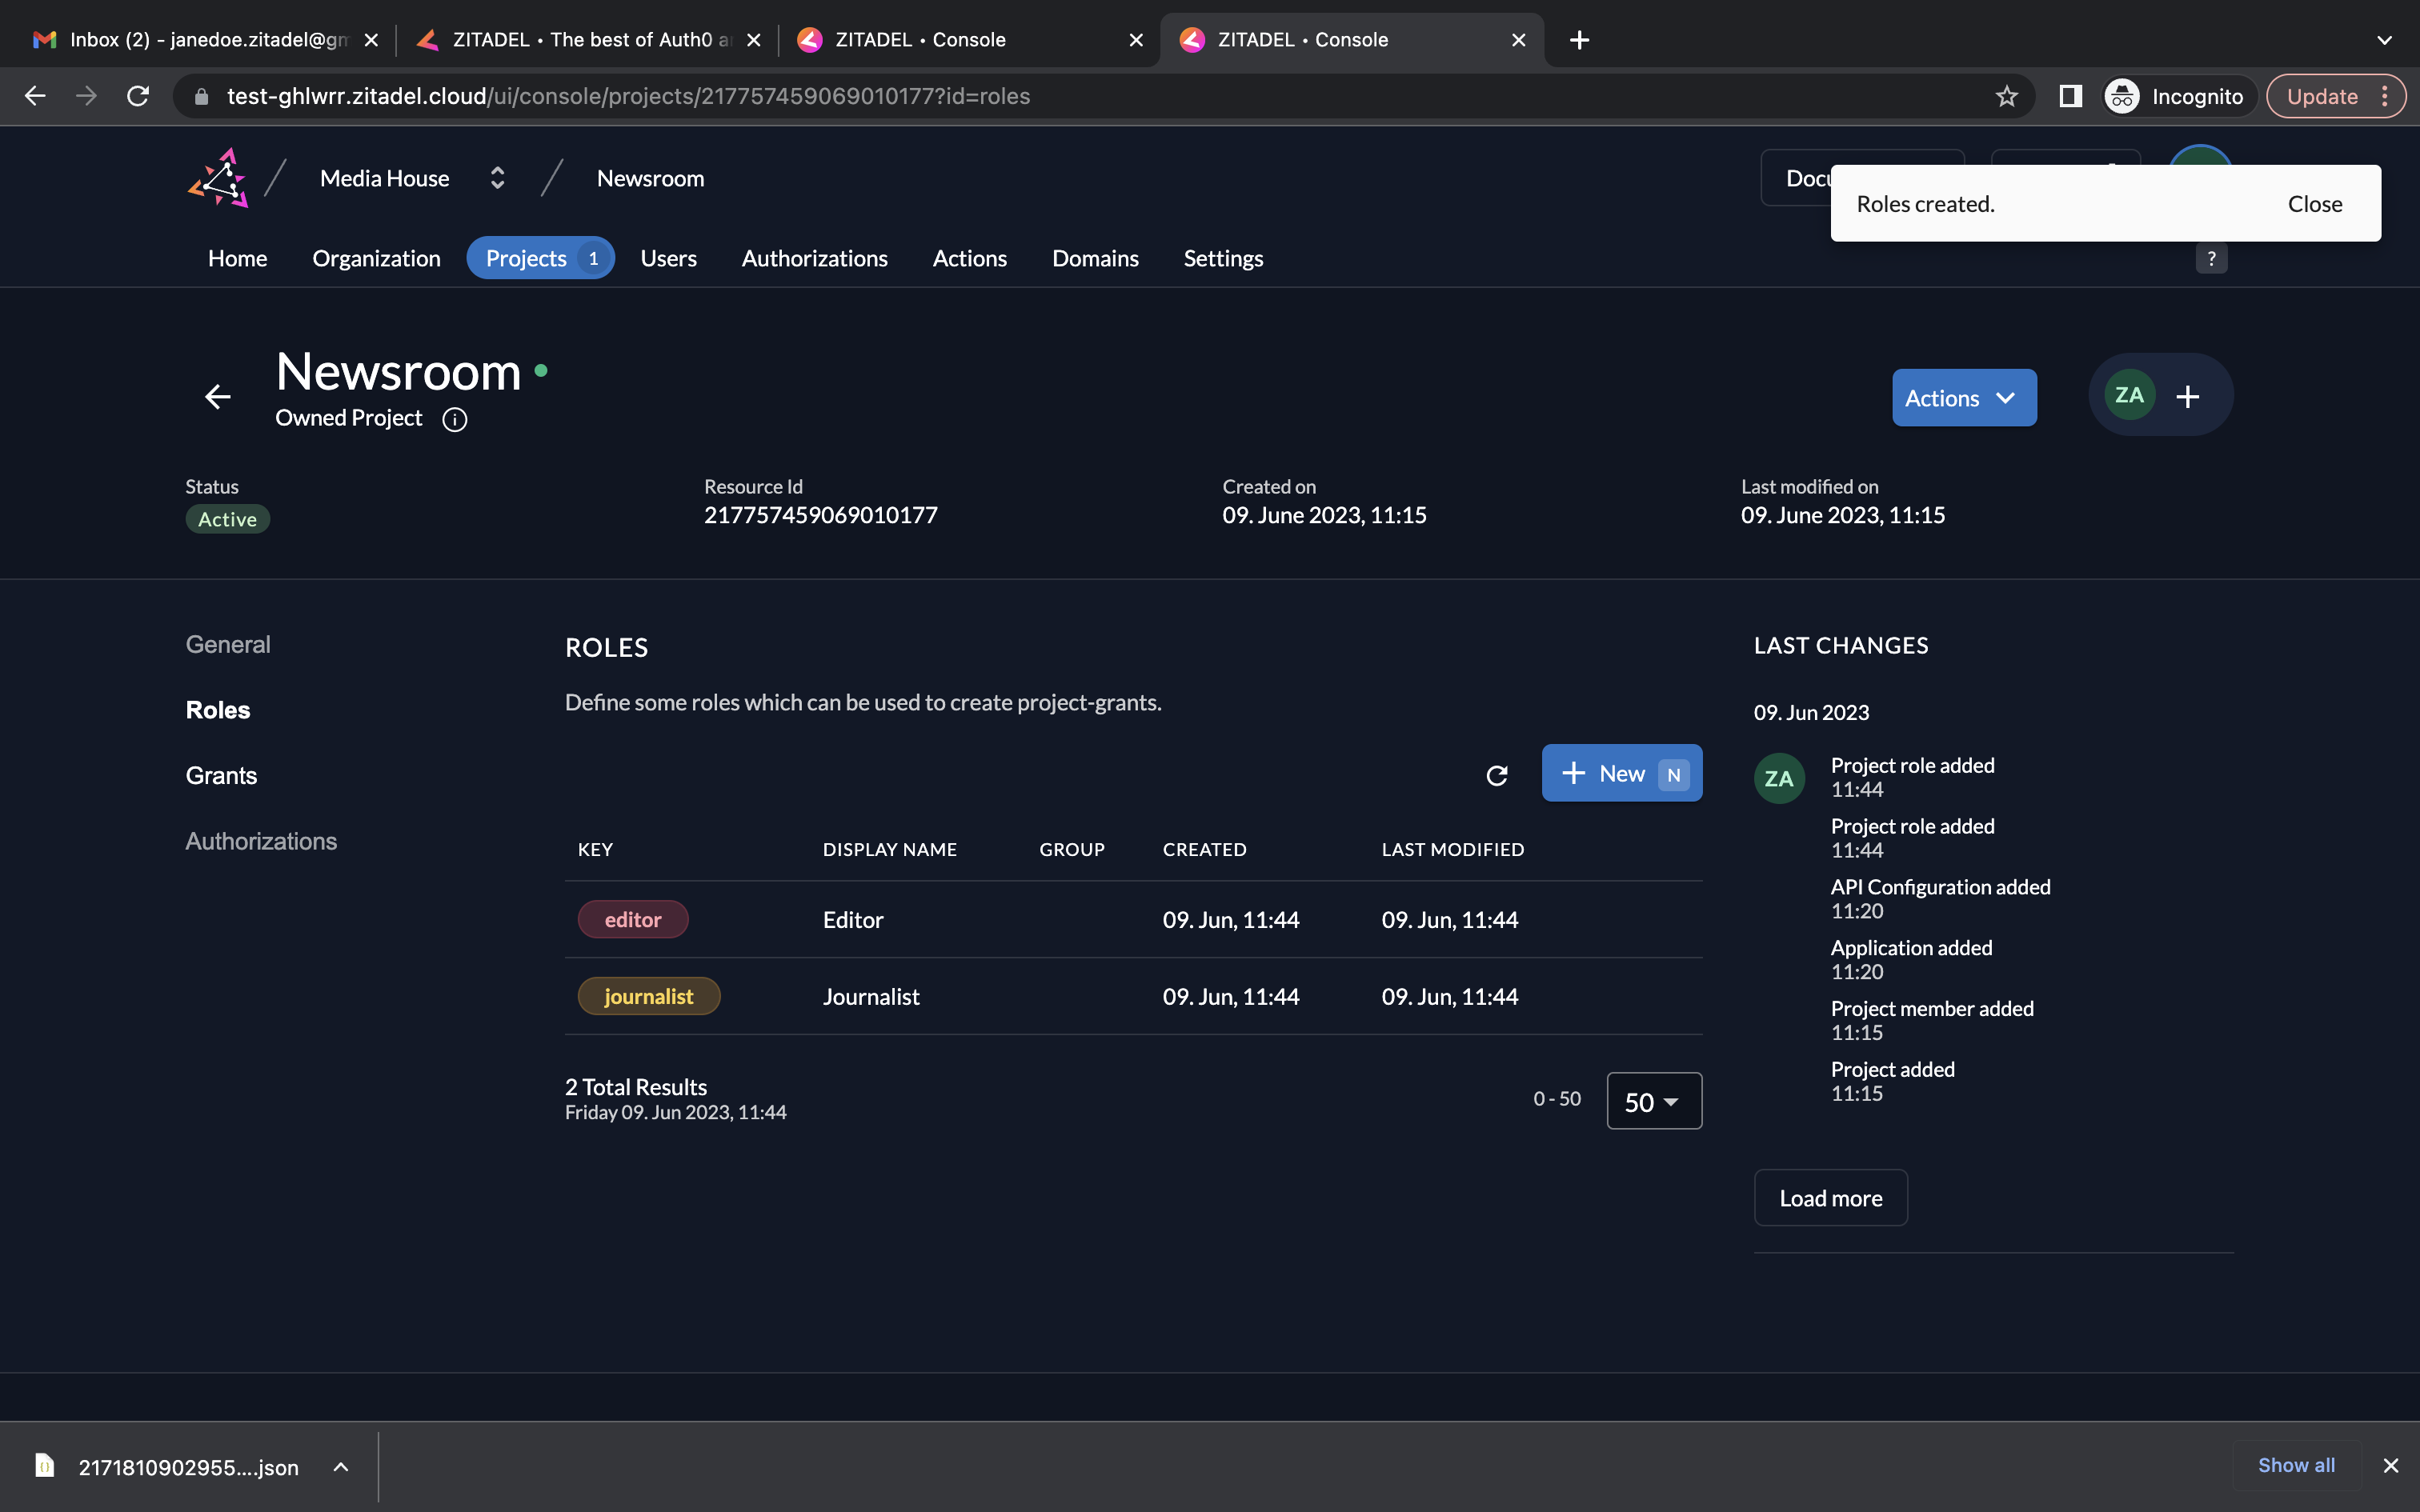 Inbox (2) - janedoe.zitadel@gm
ZITADEL • The best of Auth0 a
ZITADEL • Console
ZITADEL • Console
test-ghlwrr.zitadel.cloud/ui/console/projects/217757459069010177?id=roles
Incognito
Update
Media House
Newsroom
Docu
Roles created.
Close
Home
Organization
Projects 1
Users
Authorizations
Actions
Domains
Settings
?
Newsroom
Owned Project
Actions
ZA
Status
Active
Resource Id
217757459069010177
Created on
09. June 2023, 11:15
Last modified on
09. June 2023, 11:15
General
Roles
Grants
Authorizations
ROLES
Define some roles which can be used to create project-grants.
New N
KEY DISPLAY NAME GROUP CREATED LAST MODIFIED
editor Editor 09. Jun, 11:44 09. Jun, 11:44
journalist Journalist 09. Jun, 11:44 09. Jun, 11:44
2 Total Results
Friday 09. Jun 2023, 11:44
0 - 50
50
LAST CHANGES
09. Jun 2023
ZA
Project role added
11:44
Project role added
11:44
API Configuration added
11:20
Application added
11:20
Project member added
11:15
Project added
11:15
Load more
2171810902955....json
Show all